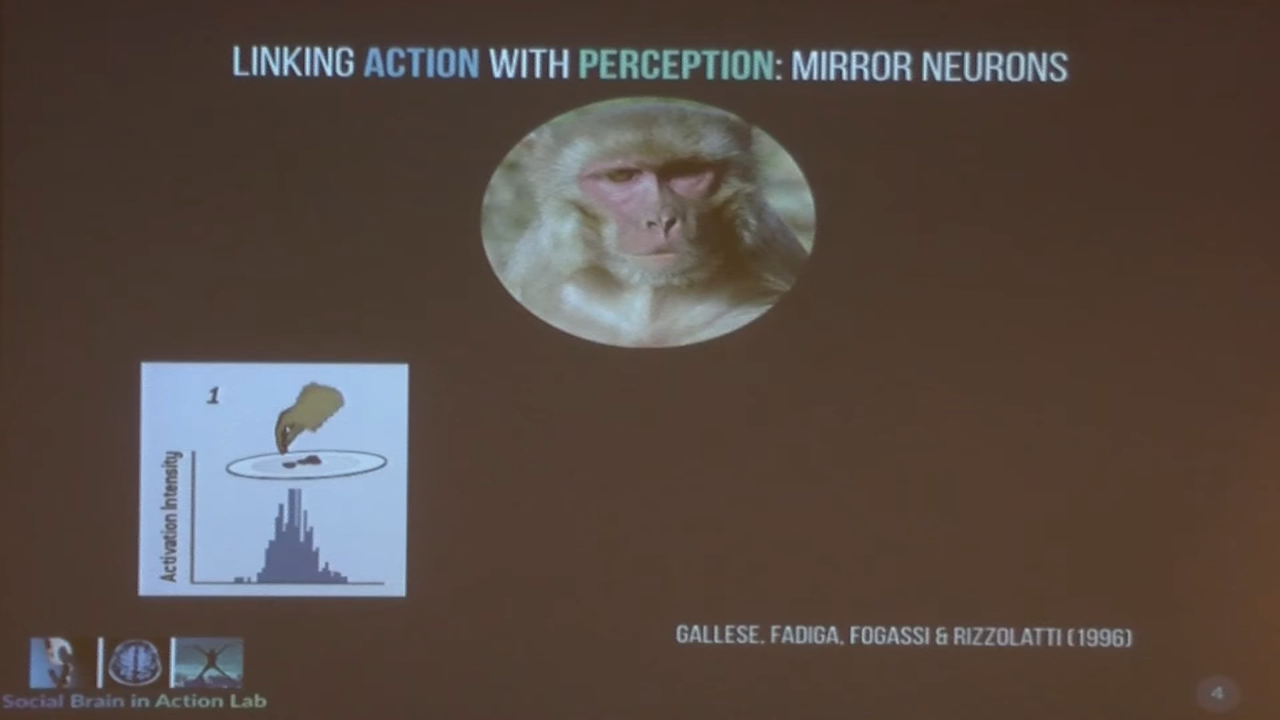 LINKING ACTION WITH PERCEPTION: MIRROR NEURONS
1
Activation Intensity
GALLESE, FADIGA, FOGASSI & RIZZOLATTI (1996)
Social Brain in Action Lab
4